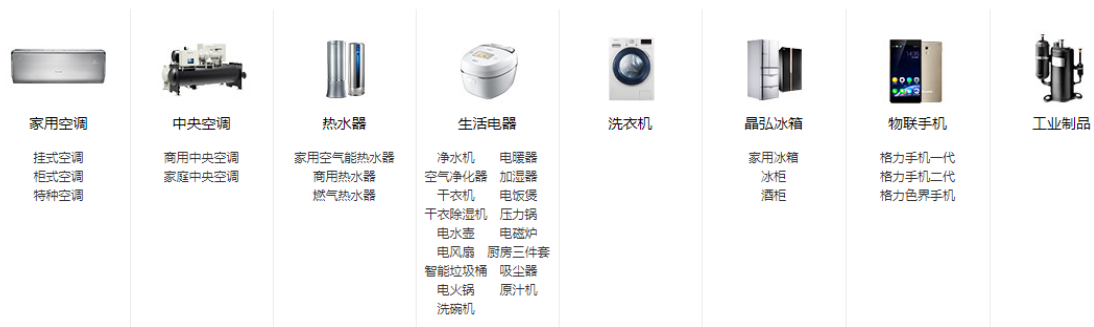 家用空调
挂式空调
柜式空调
特种空调
中央空调
商用中央空调
家庭中央空调
热水器
家用空气能热水器
商用热水器
燃气热水器
生活电器
净水机 电暖器
空气净化器 加湿器
干衣机 电饭煲
干衣除湿机 压力锅
电水壶 电磁炉
电风扇 厨房三件套
智能垃圾桶 吸尘器
电火锅 原汁机
洗碗机
洗衣机
晶弘冰箱
家用冰箱
冰柜
酒柜
物联手机
格力手机一代
格力手机二代
格力色界手机
工业制品